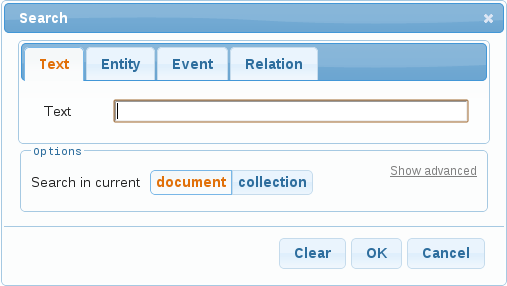 Search
Text Entity Event Relation
Text
Options
Search in current document collection Show advanced
Clear OK Cancel